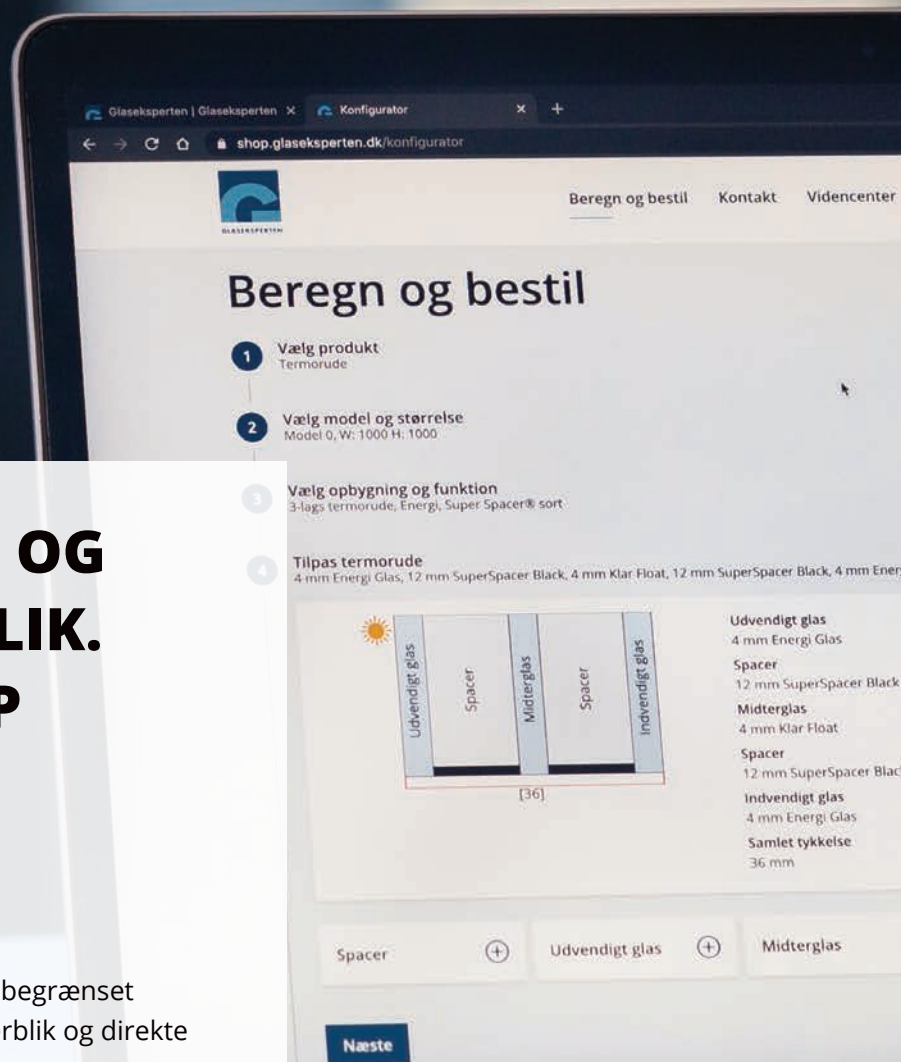 Glaseksperten | Glaseksperten
Konfigurator
shop.glaseksperten.dk/konfigurator
GLASEKSPERTEN
Beregn og bestil Kontakt Videncenter
Beregn og bestil
1 Vælg produkt
Termorude
2 Vælg model og størrelse
Model 0, W: 1000 H: 1000
3 Vælg opbygning og funktion
3-lags termorude, Energi, Super Spacer® sort
4 Tilpas termorude
4 mm Energi Glas, 12 mm SuperSpacer Black, 4 mm Klar Float, 12 mm SuperSpacer Black, 4 mm Ener
Udvendigt glas
Spacer
Midterglas
Spacer
Indvendigt glas
[36]
Udvendigt glas
4 mm Energi Glas
Spacer
12 mm SuperSpacer Black
Midterglas
4 mm Klar Float
Spacer
12 mm SuperSpacer Blac
Indvendigt glas
4 mm Energi Glas
Samlet tykkelse
36 mm
Spacer Udvendigt glas Midterglas
Næste
OG
LIK.
P
begrænset
rblik og direkte